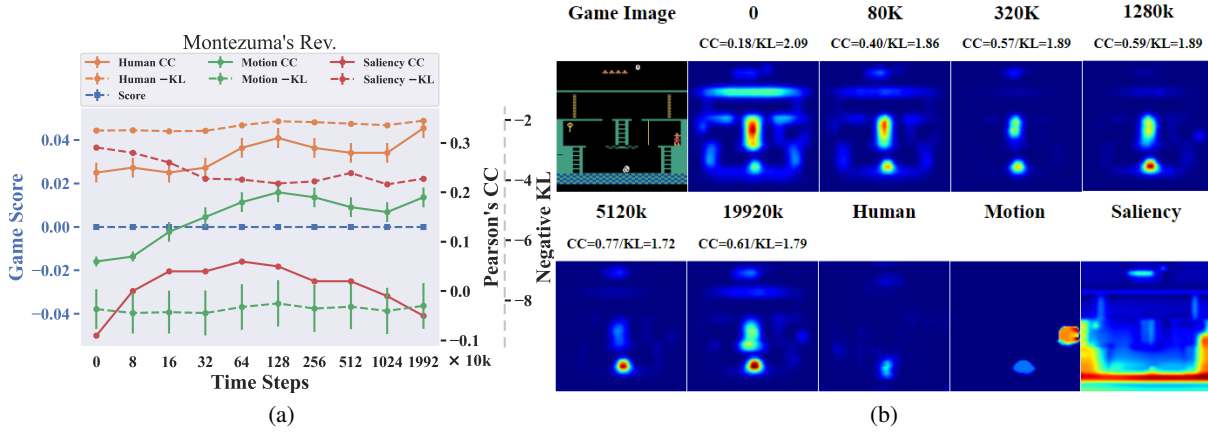 Montezuma's Rev.
Human CC
Motion CC
Saliency CC
Human −KL
Motion −KL
Saliency −KL
Score
Game Score
0.04
0.02
0.00
−0.02
−0.04
0.3
0.2
0.1
0.0
−0.1
Pearson's CC
−2
−4
−6
−8
Negative KL
0 8 16 32 64 128 256 512 1024 1992 × 10k
Time Steps
(a)
Game Image 0 80K 320K 1280k
CC=0.18/KL=2.09 CC=0.40/KL=1.86 CC=0.57/KL=1.89 CC=0.59/KL=1.89
5120k 19920k Human Motion Saliency
CC=0.77/KL=1.72 CC=0.61/KL=1.79
(b)